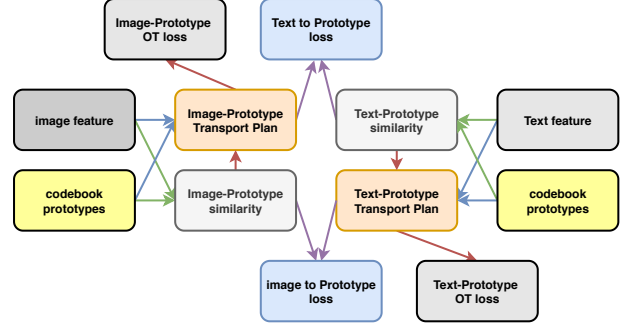 Image-Prototype
OT loss
Text to Prototype
loss
image feature
Image-Prototype
Transport Plan
Text-Prototype
similarity
Text feature
codebook
prototypes
Image-Prototype
similarity
Text-Prototype
Transport Plan
codebook
prototypes
image to Prototype
loss
Text-Prototype
OT loss